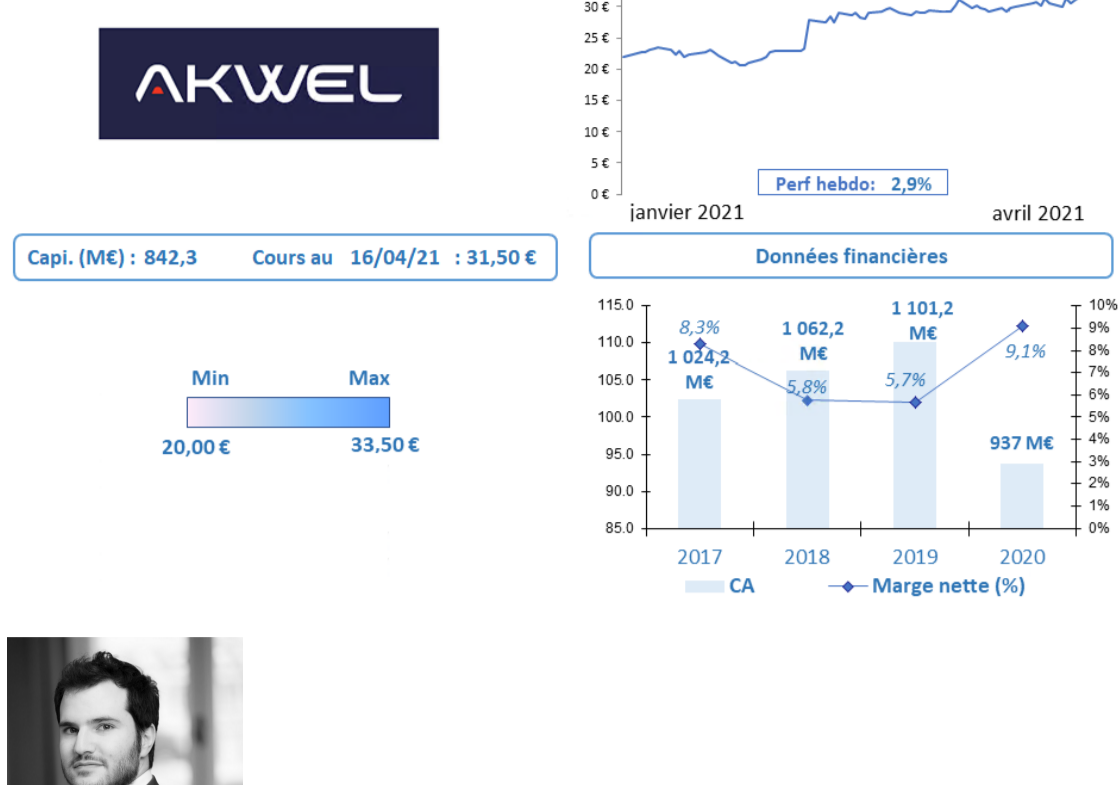 AKWEL
30 €
25 €
20 €
15 €
10 €
5 €
0 €
Perf hebdo: 2,9%
janvier 2021 avril 2021
Capi. (M€) : 842,3 Cours au 16/04/21 : 31,50 €
Min Max
20,00 € 33,50 €
Données financières
115.0
110.0
105.0
100.0
95.0
90.0
85.0
8,3%
1 024,2
M€
1 062,2
M€
5,8%
1 101,2
M€
5,7%
9,1%
937 M€
10%
9%
8%
7%
6%
5%
4%
3%
2%
1%
0%
2017 2018 2019 2020
CA Marge nette (%)